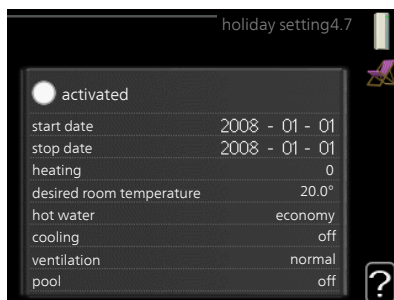 holiday setting4.7
activated
start date 2008 - 01 - 01
stop date 2008 - 01 - 01
heating 0
desired room temperature 20.0°
hot water economy
cooling off
ventilation normal
pool off
?